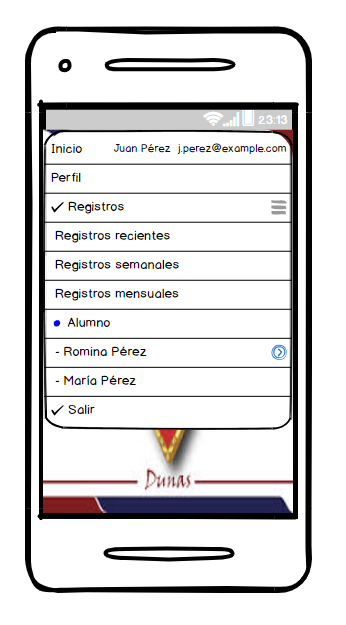 23:13
Inicio Juan Pérez j.perez@example.com
Perfil
✓ Registros
Registros recientes
Registros semanales
Registros mensuales
Alumno
- Romina Pérez
- María Pérez
✓ Salir
Dunas